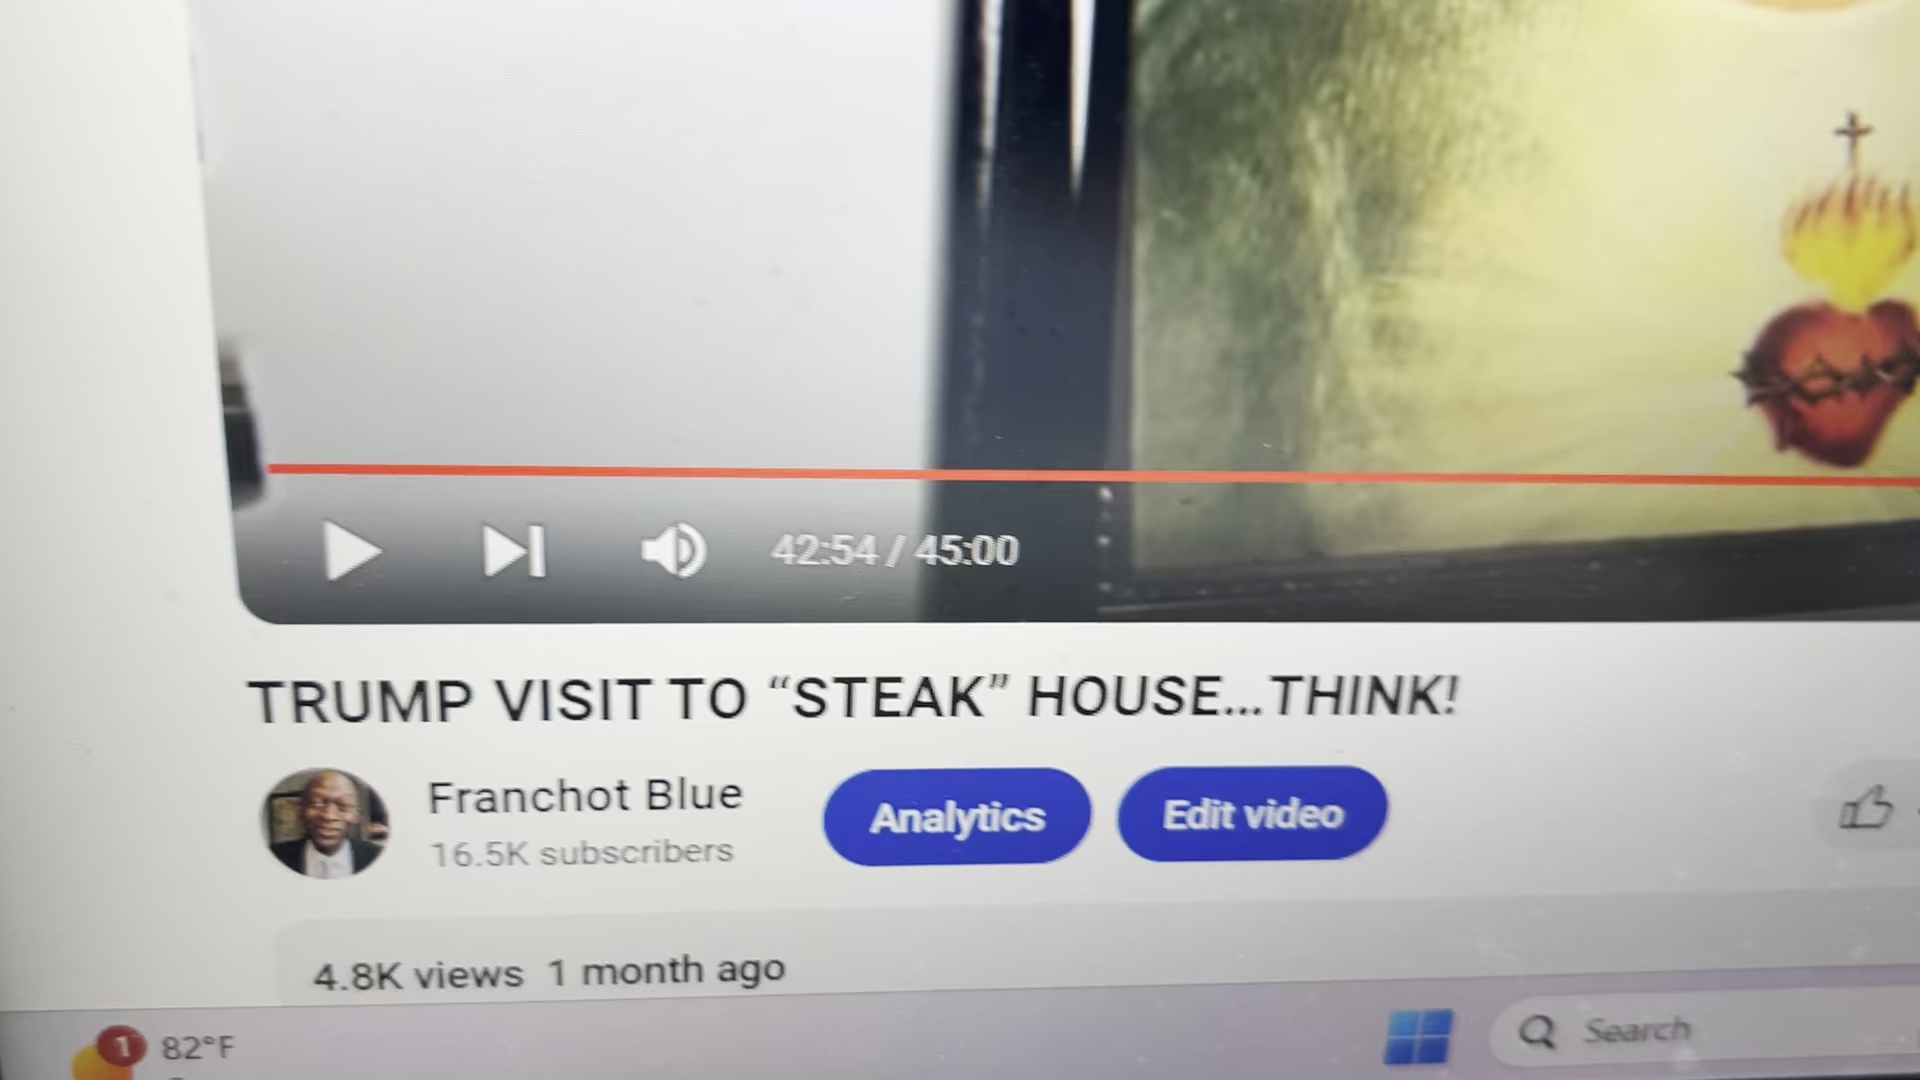 42:54 / 45:00
TRUMP VISIT TO “STEAK” HOUSE...THINK!
Franchot Blue
16.5K subscribers
Analytics
Edit video
4.8K views 1 month ago
1
82°F
Search